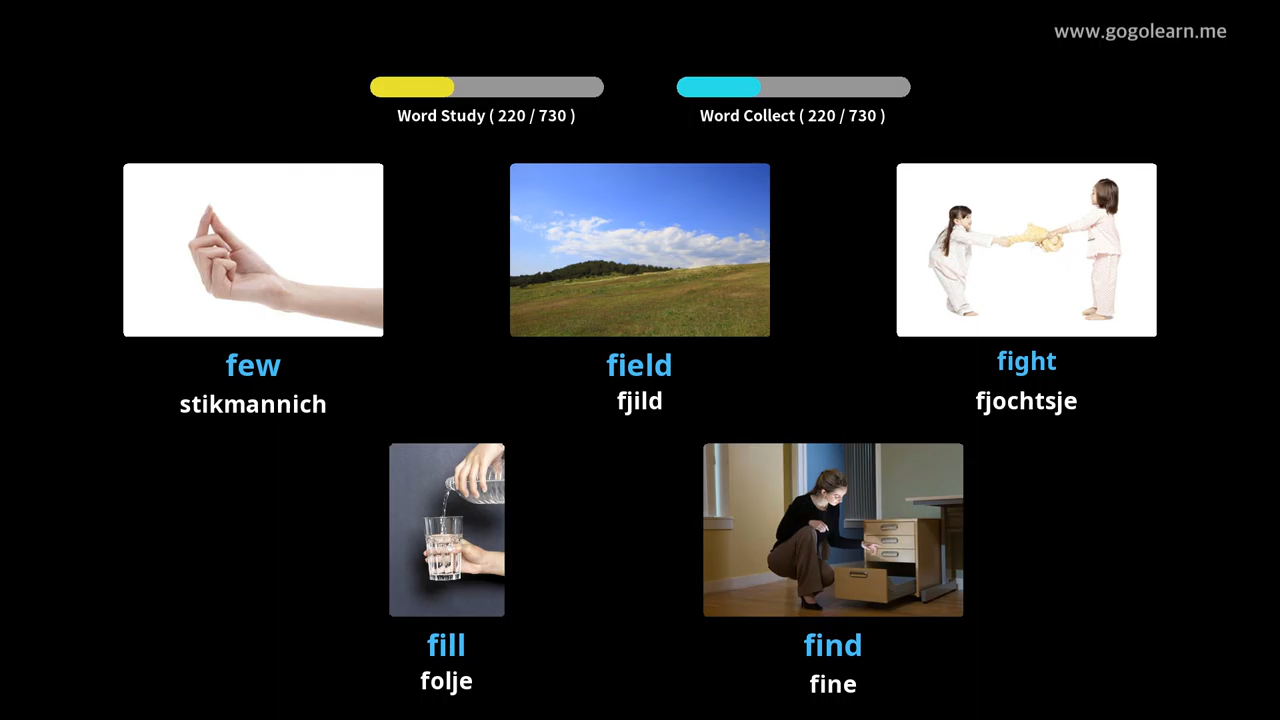 www.gogolearn.me
Word Study ( 220 / 730 )
Word Collect ( 220 / 730 )
few
stikmannich
field
fjild
fight
fjochtsje
fill
folje
find
fine